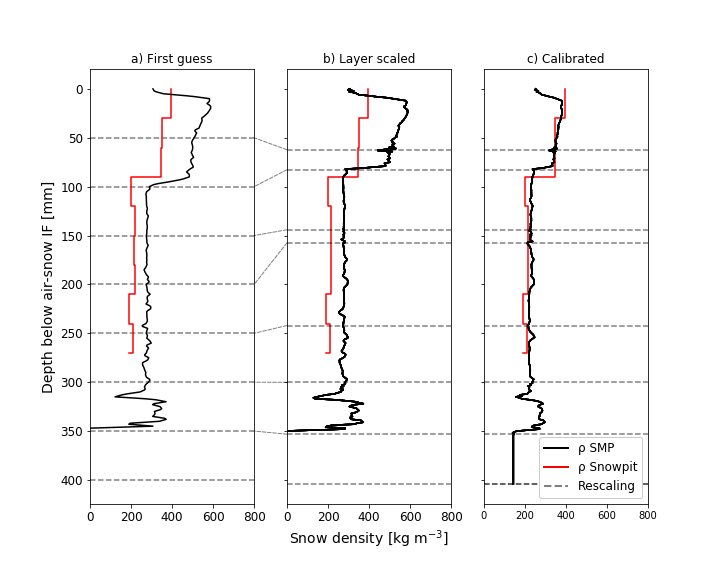 a) First guess
b) Layer scaled
c) Calibrated
Depth below air-snow IF [mm]
0
50
100
150
200
250
300
350
400
0 200 400 600 800
0 200 400 600 800
0 200 400 600 800
ρ SMP
ρ Snowpit
Rescaling
Snow density [kg m⁻³]